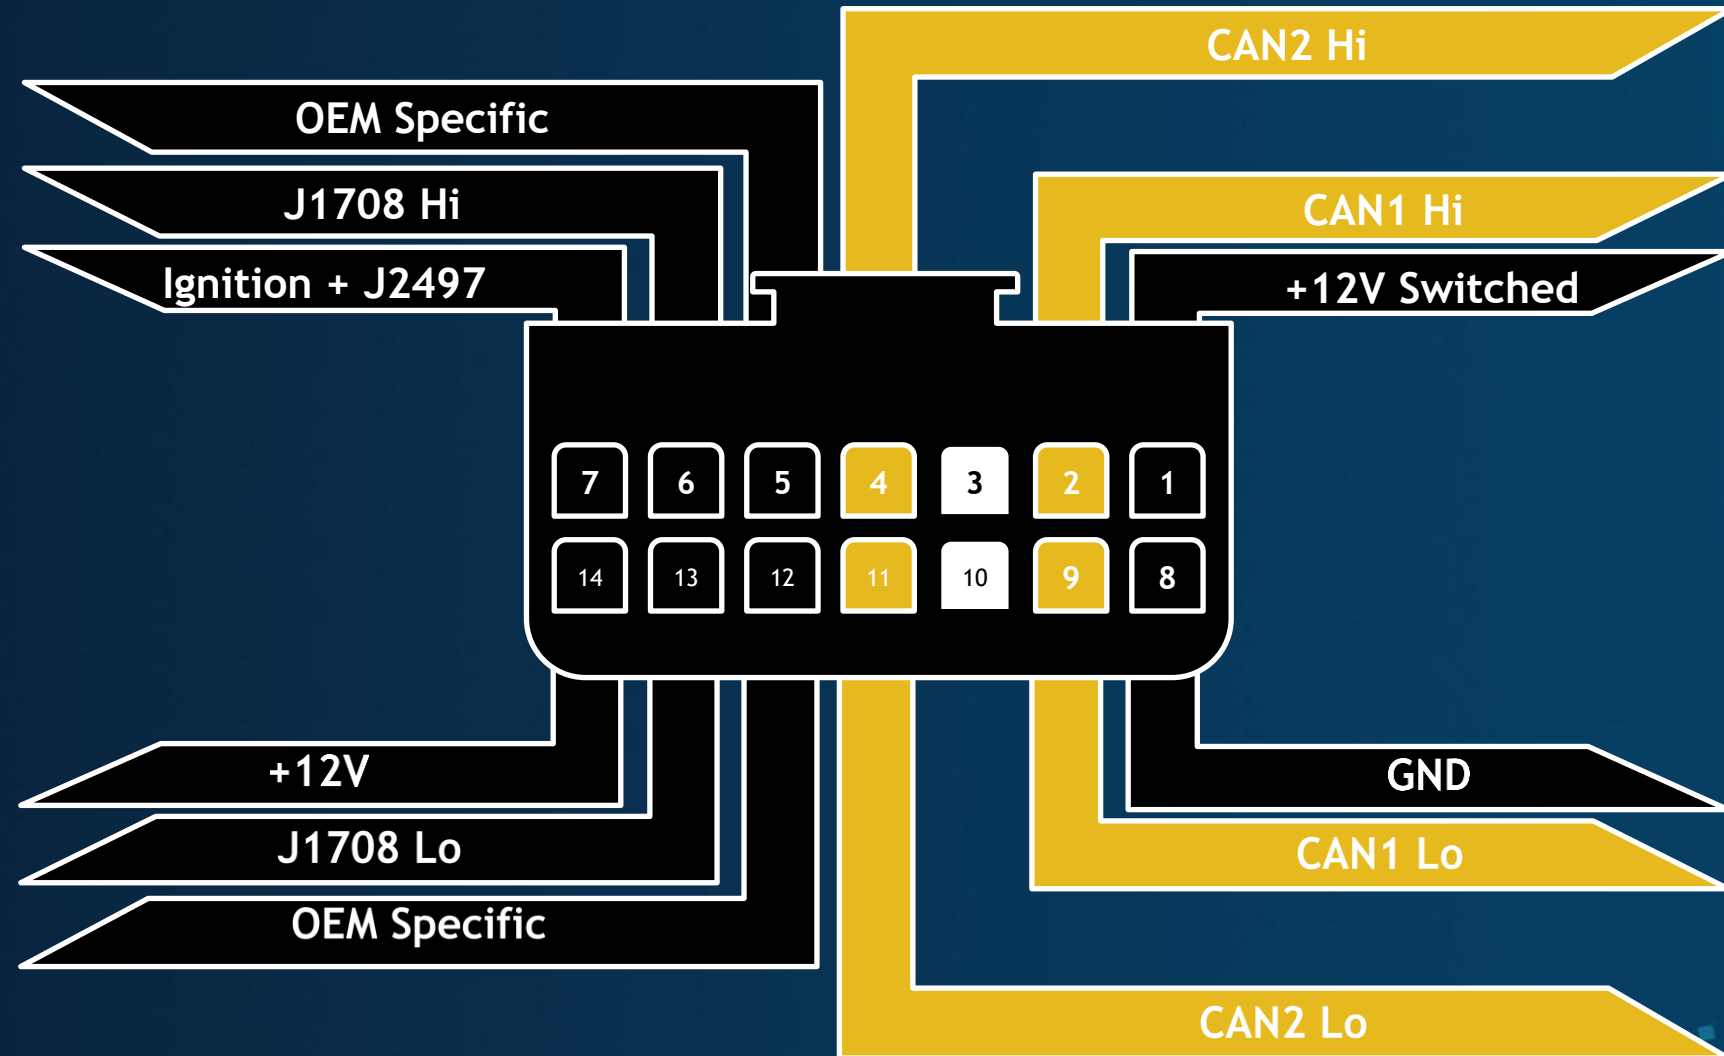 CAN2 Hi
OEM Specific
J1708 Hi
CAN1 Hi
Ignition + J2497
+12V Switched
7 6 5 4 3 2 1
14 13 12 11 10 9 8
+12V
GND
J1708 Lo
CAN1 Lo
OEM Specific
CAN2 Lo